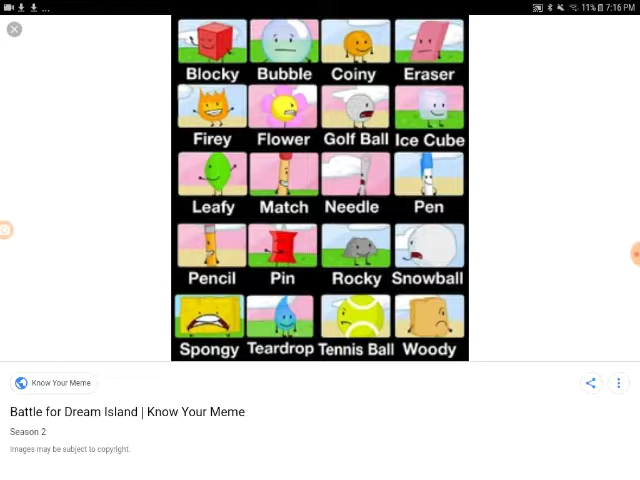 ... 11% 7:16 PM
Blocky Bubble Coiny Eraser
Firey Flower Golf Ball Ice Cube
Leafy Match Needle Pen
Pencil Pin Rocky Snowball
Spongy Teardrop Tennis Ball Woody
Know Your Meme
Battle for Dream Island | Know Your Meme
Season 2
Images may be subject to copyright.